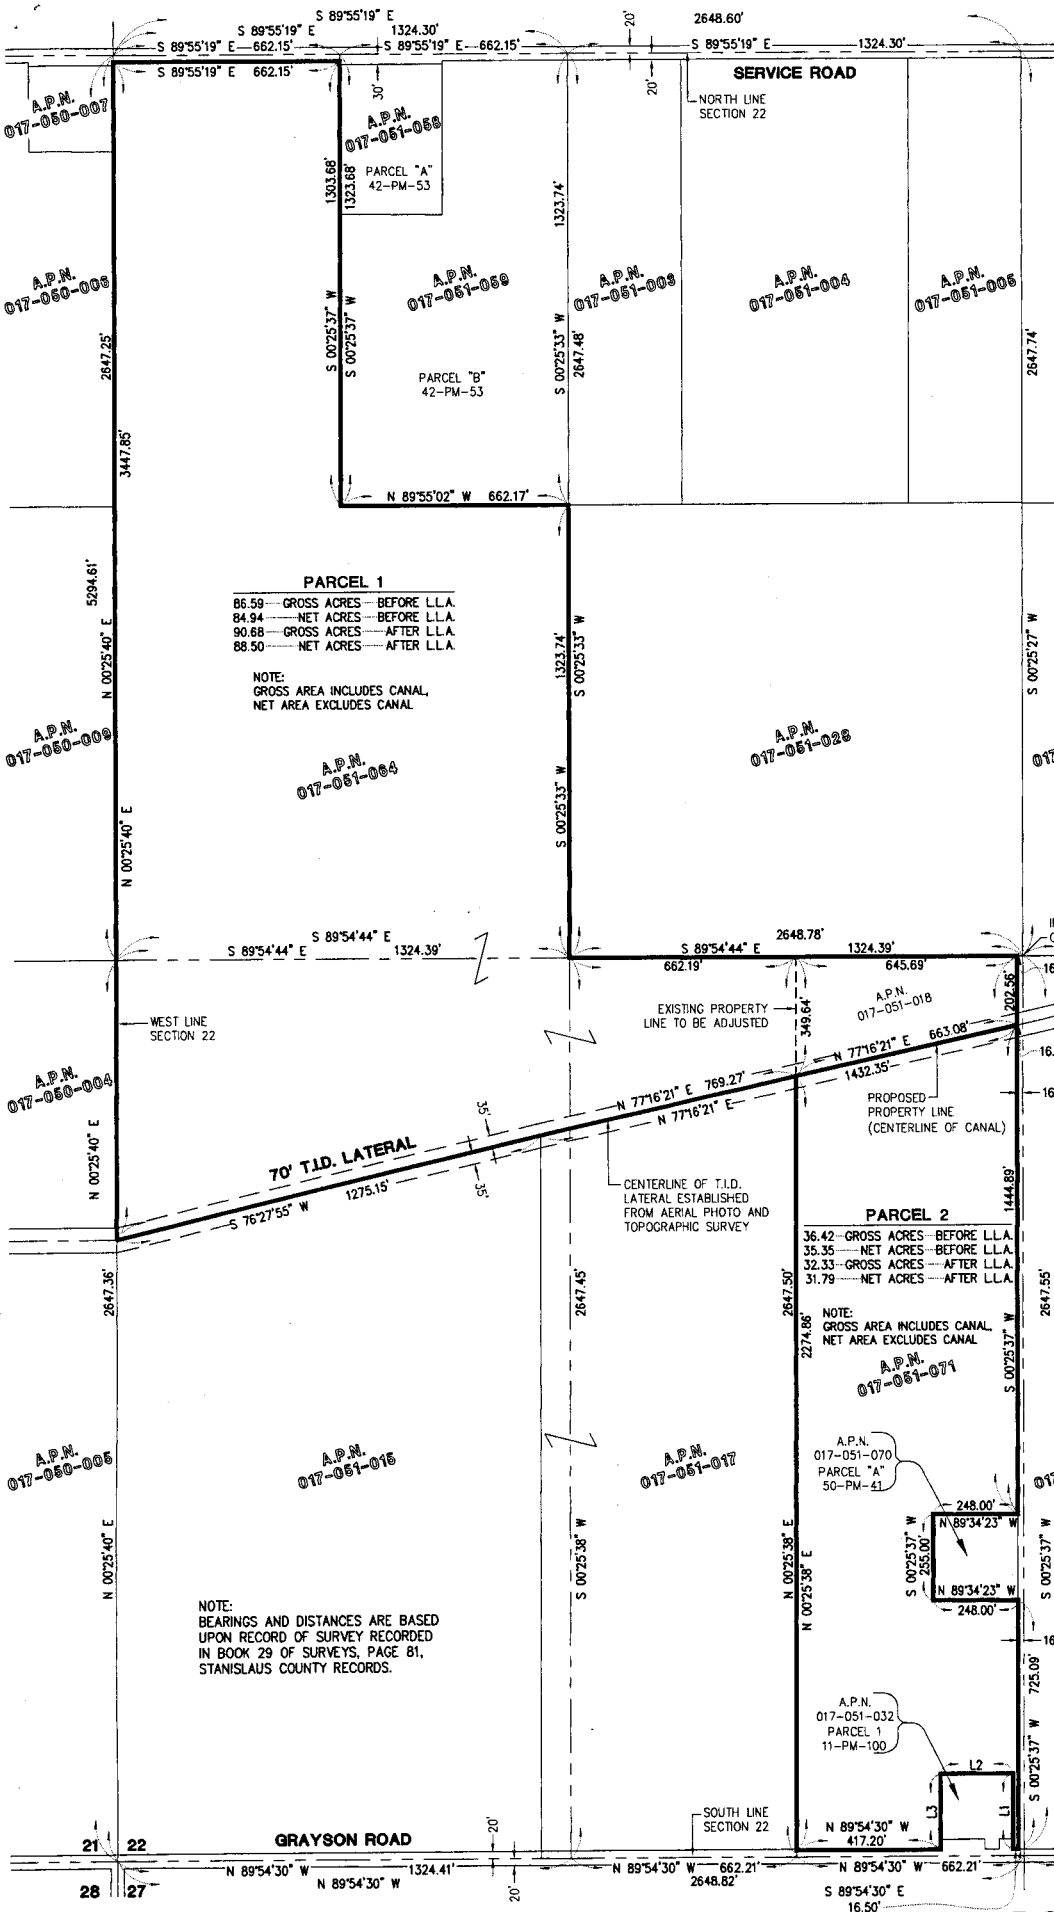 S 89°55'19" E
2648.60'
20'
S 89°55'19" E
1324.30'
S 89°55'19" E 662.15'
S 89°55'19" E 662.15'
S 89°55'19" E
1324.30'
S 89°55'19" E 662.15'
SERVICE ROAD
30'
20'
NORTH LINE
SECTION 22
A.P.N.
017-050-007
A.P.N.
017-051-058
PARCEL "A"
42-PM-53
1303.68'
1323.68'
1323.74'
A.P.N.
017-050-006
A.P.N.
017-051-059
A.P.N.
017-051-003
A.P.N.
017-051-004
A.P.N.
017-051-005
2647.25'
S 00°25'37" W
S 00°25'37" W
S 00°25'33" W
2647.48'
2647.74'
PARCEL "B"
42-PM-53
3447.85'
N 89°55'02" W 662.17'
5294.61'
N 00°25'40" E
PARCEL 1
86.59 GROSS ACRES BEFORE L.L.A.
84.94 NET ACRES BEFORE L.L.A.
90.68 GROSS ACRES AFTER L.L.A.
88.50 NET ACRES AFTER L.L.A.
NOTE:
GROSS AREA INCLUDES CANAL,
NET AREA EXCLUDES CANAL
1323.74'
S 00°25'33" W
S 00°25'27" W
A.P.N.
017-050-009
A.P.N.
017-051-064
A.P.N.
017-051-028
N 00°25'40" E
S 00°25'33" W
S 89°54'44" E
S 89°54'44" E 1324.39'
2648.78'
S 89°54'44" E 1324.39'
662.19'
645.69'
WEST LINE
SECTION 22
EXISTING PROPERTY
LINE TO BE ADJUSTED
349.64'
A.P.N.
017-051-018
202.56'
A.P.N.
017-050-004
N 77°16'21" E 663.08'
1432.35'
N 77°16'21" E 769.27'
N 77°16'21" E
PROPOSED
PROPERTY LINE
(CENTERLINE OF CANAL)
N 00°25'40" E
70' T.I.D. LATERAL
35'
35'
1275.15'
S 76°27'55" W
CENTERLINE OF T.I.D.
LATERAL ESTABLISHED
FROM AERIAL PHOTO AND
TOPOGRAPHIC SURVEY
1444.89'
PARCEL 2
36.42 GROSS ACRES BEFORE L.L.A.
35.35 NET ACRES BEFORE L.L.A.
32.33 GROSS ACRES AFTER L.L.A.
31.79 NET ACRES AFTER L.L.A.
2647.36'
2647.45'
2647.50'
2274.86'
2647.55'
NOTE:
GROSS AREA INCLUDES CANAL,
NET AREA EXCLUDES CANAL
S 00°25'37" W
A.P.N.
017-051-071
A.P.N.
017-050-005
A.P.N.
017-051-015
A.P.N.
017-051-017
A.P.N.
017-051-070
PARCEL "A"
50-PM-41
248.00'
N 89°34'23" W
S 00°25'37" W
255.00'
N 89°34'23" W
248.00'
S 00°25'37" W
N 00°25'40" E
S 00°25'38" W
N 00°25'38" E
N 00°25'38" E
NOTE:
BEARINGS AND DISTANCES ARE BASED
UPON RECORD OF SURVEY RECORDED
IN BOOK 29 OF SURVEYS, PAGE 81,
STANISLAUS COUNTY RECORDS.
725.09'
S 00°25'37" W
A.P.N.
017-051-032
PARCEL 1
11-PM-100
L2
L3
L1
SOUTH LINE
SECTION 22
N 89°54'30" W
417.20'
21 22
GRAYSON ROAD
20'
N 89°54'30" W 1324.41'
N 89°54'30" W 662.21'
N 89°54'30" W 662.21'
N 89°54'30" W
2648.82'
28 27
20'
S 89°54'30" E
16.50'